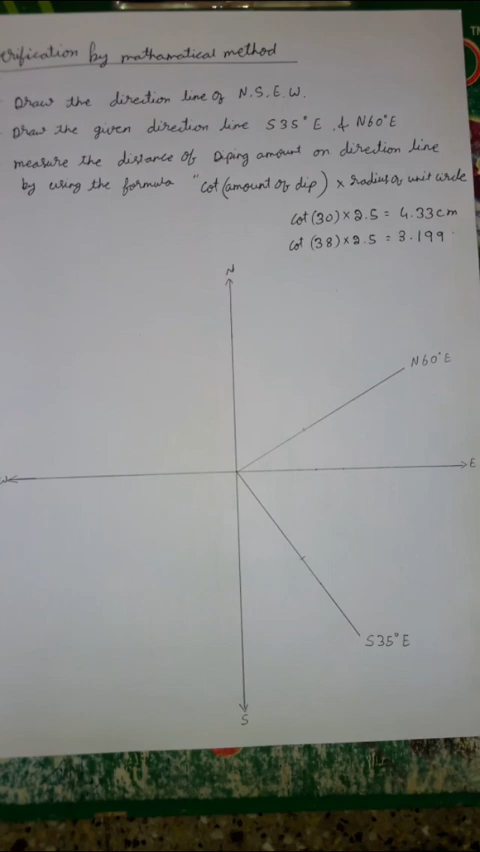 erification by mathamatical method
Draw the direction line of N.S.E.W.
Draw the given direction line S35°E & N60°E
measure the distance of Diping amount on direction line
by using the formula "cot(amount of dip) × radius of unit circle
cot(30)×2.5 = 4.33cm
cot(38)×2.5 = 3.199
N
N60°E
E
S35°E
S